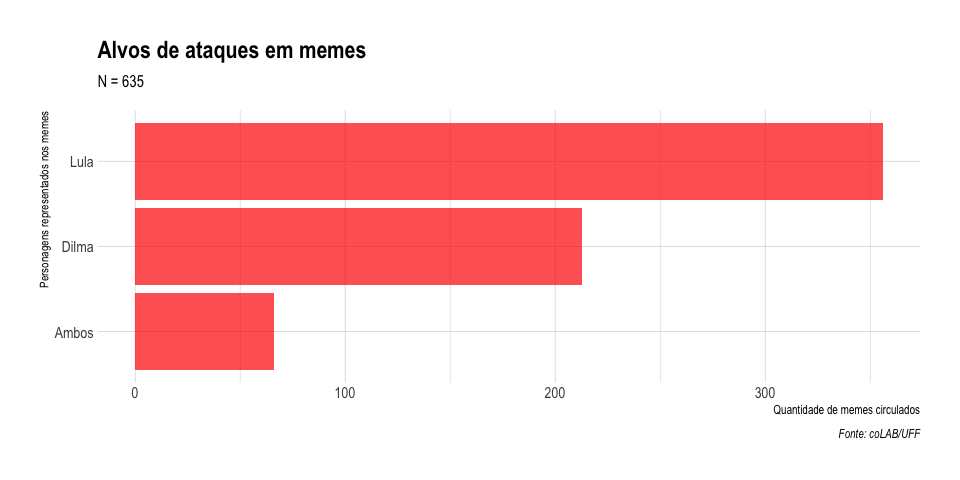 Alvos de ataques em memes
N = 635
Personagens representados nos memes
Lula
Dilma
Ambos
0 100 200 300
Quantidade de memes circulados
Fonte: coLAB/UFF